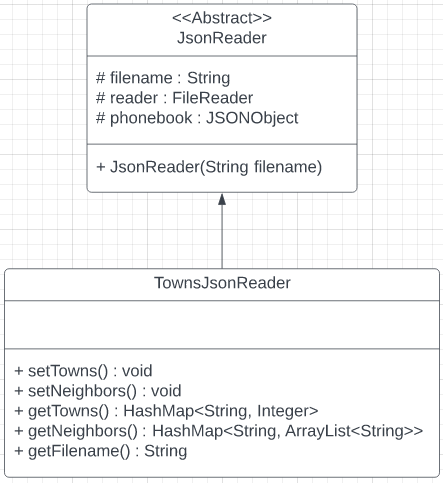 <<Abstract>>
JsonReader
# filename : String
# reader : FileReader
# phonebook : JSONObject
+ JsonReader(String filename)
TownsJsonReader
+ setTowns() : void
+ setNeighbors() : void
+ getTowns() : HashMap<String, Integer>
+ getNeighbors() : HashMap<String, ArrayList<String>>
+ getFilename() : String